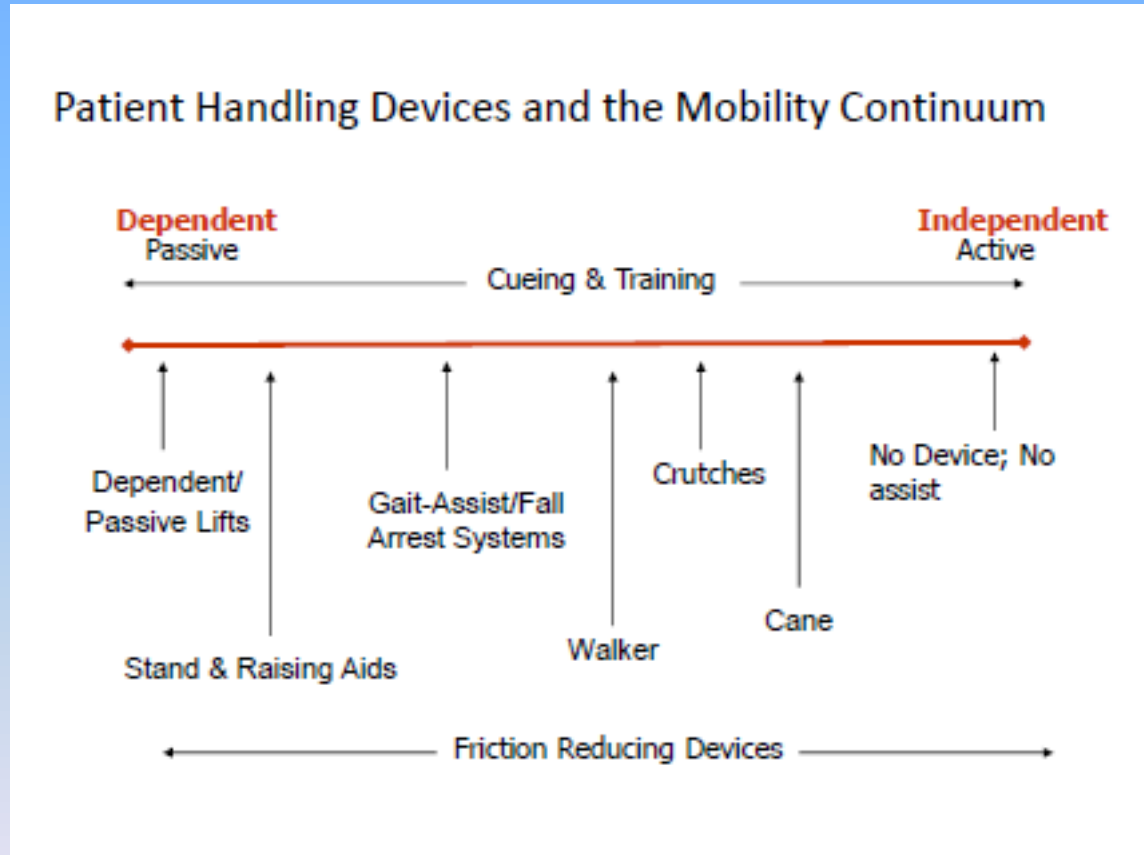 Patient Handling Devices and the Mobility Continuum
Dependent
Passive
Independent
Active
Cueing & Training
Dependent/
Passive Lifts
Stand & Raising Aids
Gait-Assist/Fall
Arrest Systems
Walker
Crutches
Cane
No Device; No
assist
Friction Reducing Devices